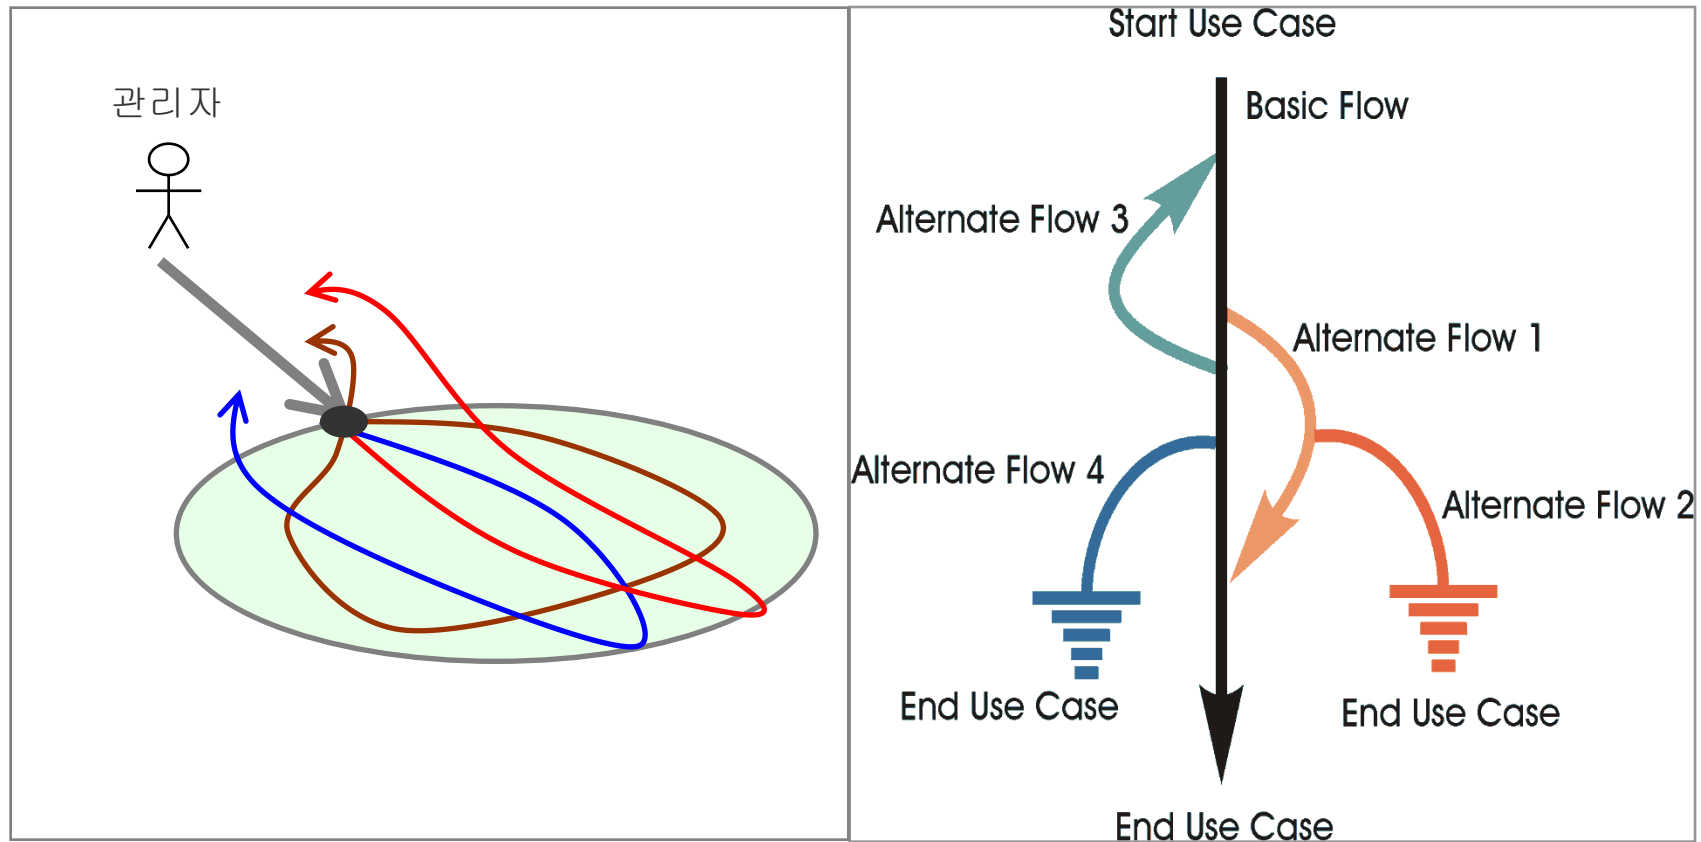 관리자
Start Use Case
Basic Flow
Alternate Flow 3
Alternate Flow 1
Alternate Flow 4
Alternate Flow 2
End Use Case
End Use Case
End Use Case